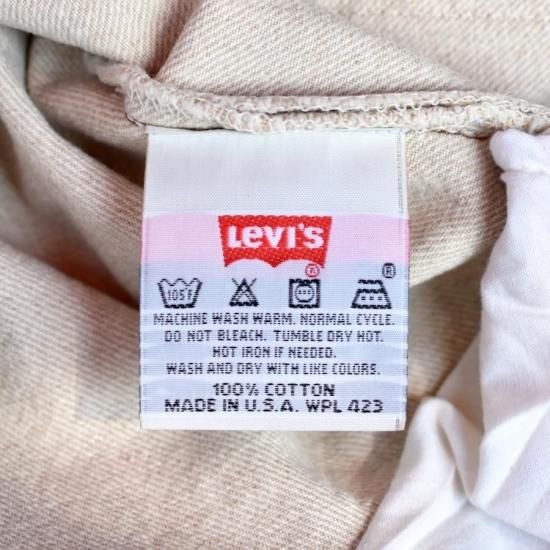 Levi's
®
®
105F
MACHINE WASH WARM. NORMAL CYCLE.
DO NOT BLEACH. TUMBLE DRY HOT.
HOT IRON IF NEEDED.
WASH AND DRY WITH LIKE COLORS.
100% COTTON
MADE IN U.S.A. WPL 423